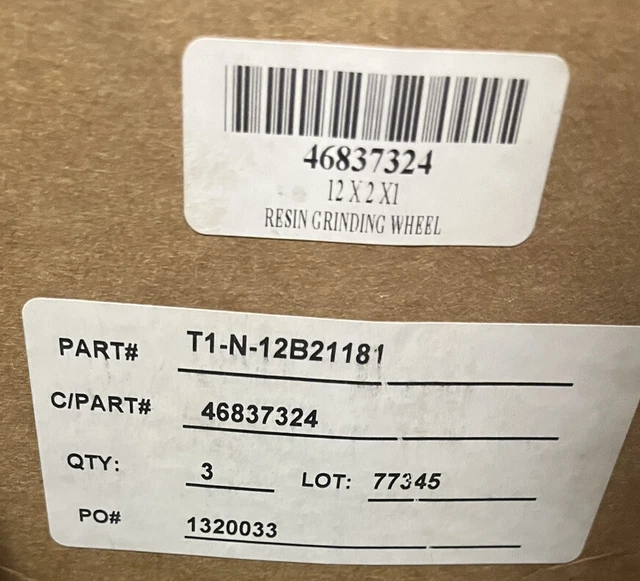 46837324
12 X 2 X1
RESIN GRINDING WHEEL
PART# T1-N-12B21181
C/PART# 46837324
QTY: 3 LOT: 77345
PO# 1320033